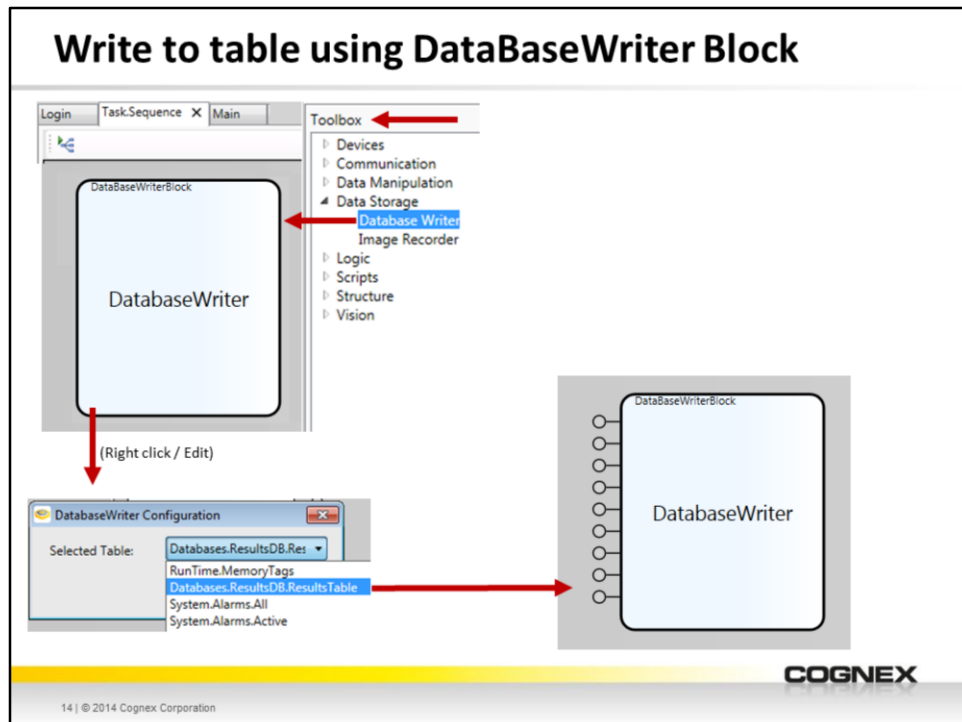 Write to table using DataBaseWriter Block
Login
Task.Sequence
Main
DataBaseWriterBlock
DatabaseWriter
Toolbox
Devices
Communication
Data Manipulation
Data Storage
Database Writer
Image Recorder
Logic
Scripts
Structure
Vision
(Right click / Edit)
DatabaseWriter Configuration
Selected Table:
Databases.ResultsDB.Res
RunTime.MemoryTags
Databases.ResultsDB.ResultsTable
System.Alarms.All
System.Alarms.Active
DataBaseWriterBlock
DatabaseWriter
COGNEX
14 | © 2014 Cognex Corporation